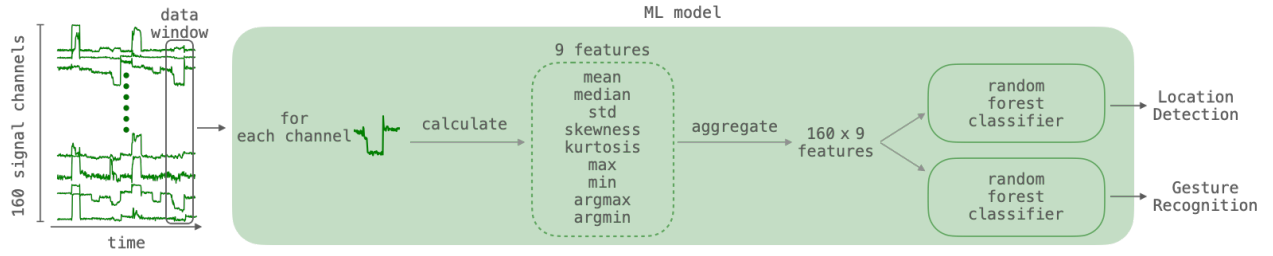 ML model
data
window
160 signal channels
time
for
each channel
calculate
9 features
mean
median
std
skewness
kurtosis
max
min
argmax
argmin
aggregate
160 x 9
features
random
forest
classifier
Location
Detection
random
forest
classifier
Gesture
Recognition